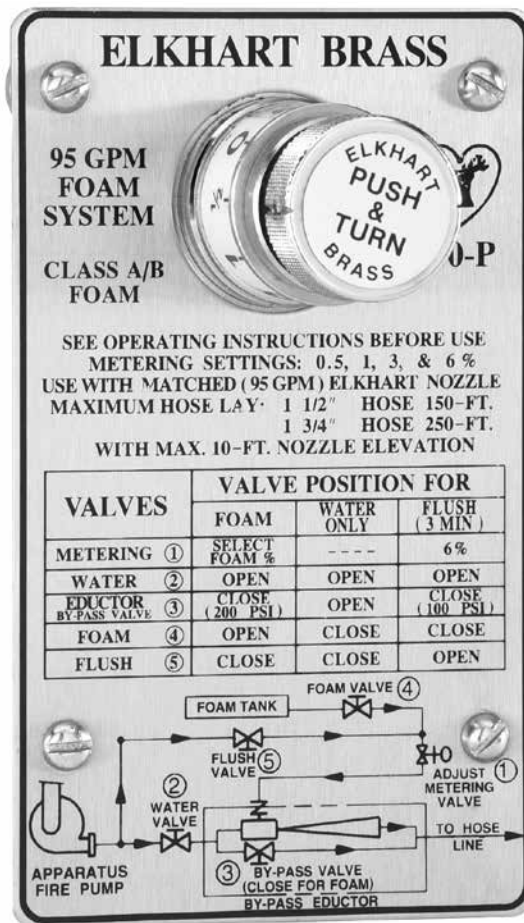 ELKHART BRASS
95 GPM
FOAM
SYSTEM
CLASS A/B
FOAM
0
1/2
1
ELKHART
PUSH
&
TURN
BRASS
0-P
SEE OPERATING INSTRUCTIONS BEFORE USE
METERING SETTINGS: 0.5, 1, 3, & 6 %
USE WITH MATCHED (95 GPM) ELKHART NOZZLE
MAXIMUM HOSE LAY· 1 1/2" HOSE 150-FT.
1 3/4" HOSE 250-FT.
WITH MAX. 10-FT. NOZZLE ELEVATION
VALVES VALVE POSITION FOR
FOAM WATER ONLY FLUSH (3 MIN)
METERING ① SELECT FOAM % ---- 6%
WATER ② OPEN OPEN OPEN
EDUCTOR BY-PASS VALVE ③ CLOSE (200 PSI) OPEN CLOSE (100 PSI)
FOAM ④ OPEN CLOSE CLOSE
FLUSH ⑤ CLOSE CLOSE OPEN
FOAM VALVE ④
FOAM TANK
FLUSH VALVE ⑤
① ADJUST METERING VALVE
② WATER VALVE
TO HOSE LINE
APPARATUS FIRE PUMP
③ BY-PASS VALVE
(CLOSE FOR FOAM)
BY-PASS EDUCTOR